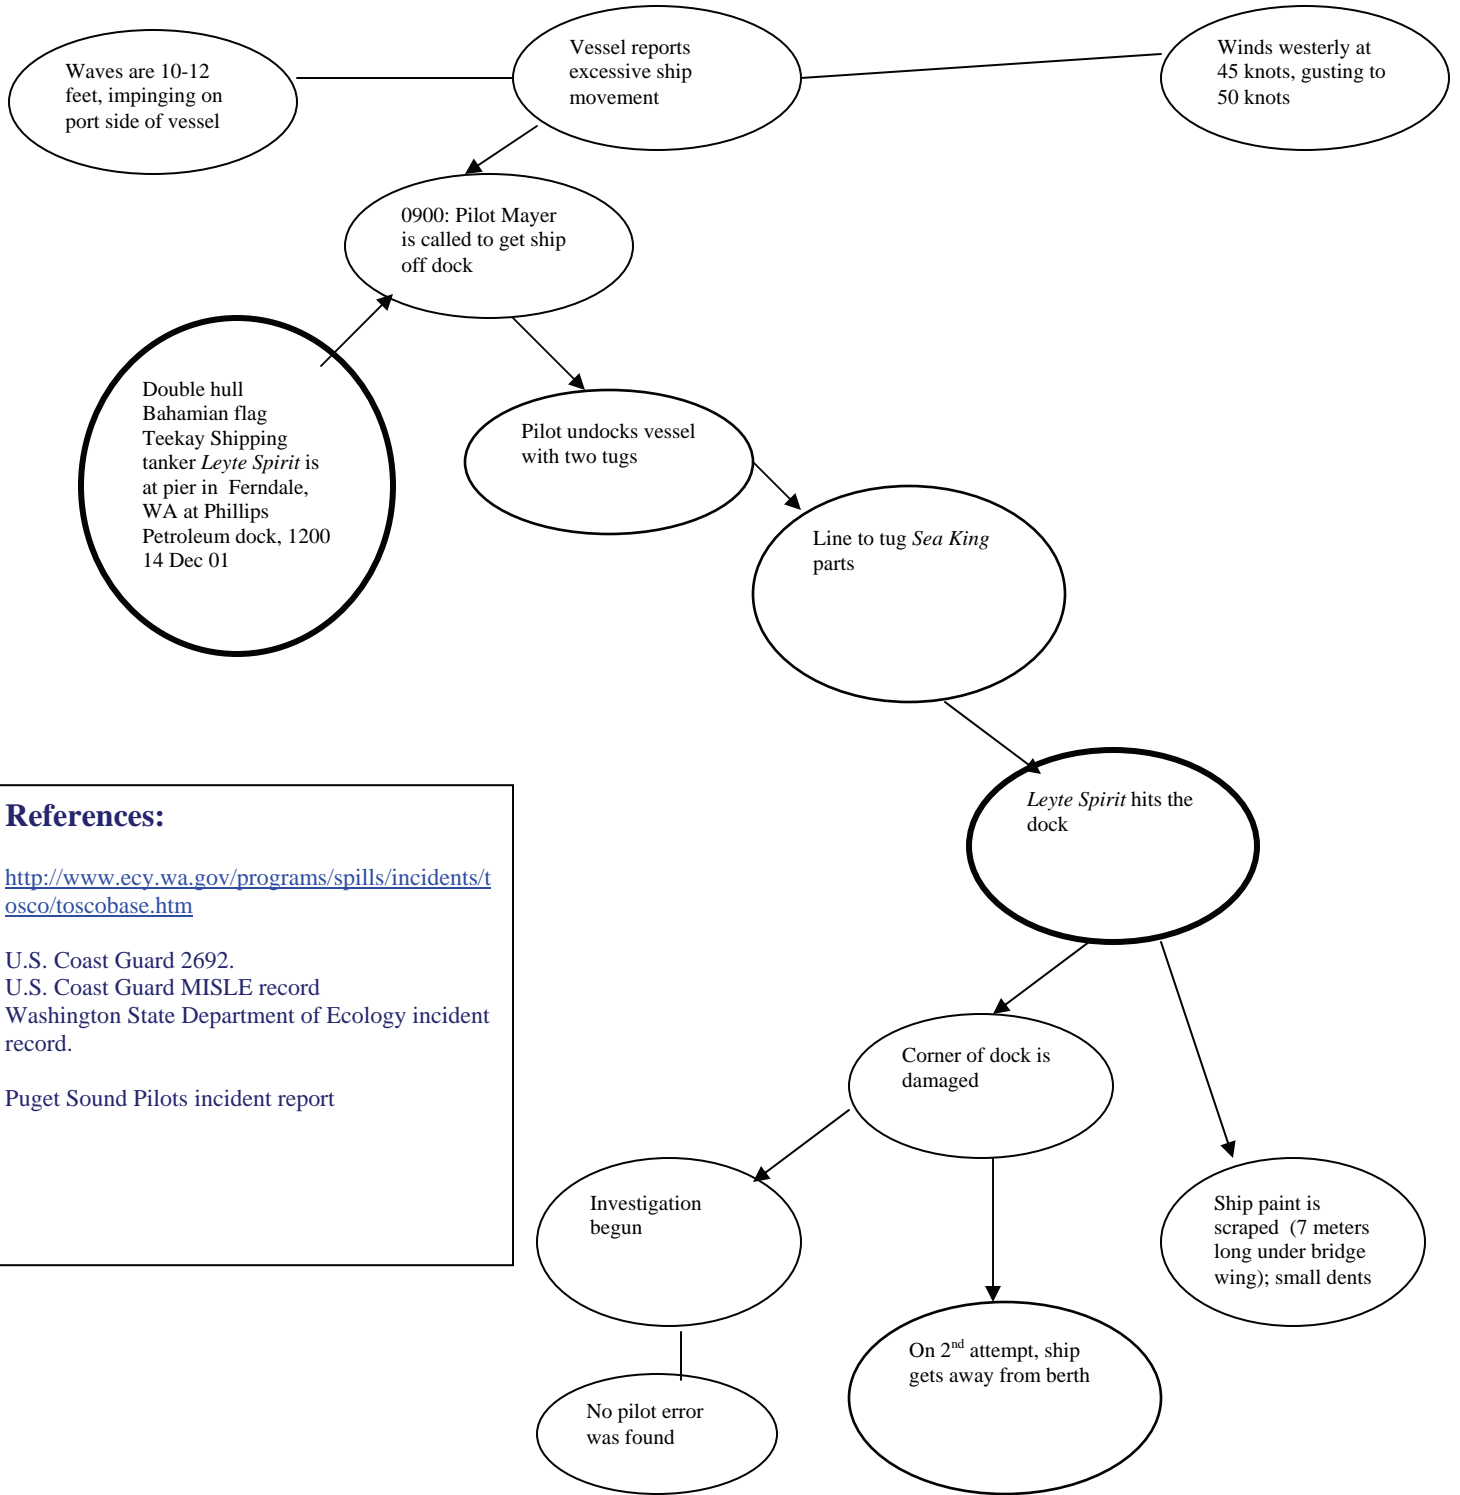 Waves are 10-12
feet, impinging on
port side of vessel
Vessel reports
excessive ship
movement
Winds westerly at
45 knots, gusting to
50 knots
0900: Pilot Mayer
is called to get ship
off dock
Double hull
Bahamian flag
Teekay Shipping
tanker Leyte Spirit is
at pier in Ferndale,
WA at Phillips
Petroleum dock, 1200
14 Dec 01
Pilot undocks vessel
with two tugs
Line to tug Sea King
parts
Leyte Spirit hits the
dock
References:
http://www.ecy.wa.gov/programs/spills/incidents/t
osco/toscobase.htm
U.S. Coast Guard 2692.
U.S. Coast Guard MISLE record
Washington State Department of Ecology incident
record.
Puget Sound Pilots incident report
Corner of dock is
damaged
Investigation
begun
Ship paint is
scraped (7 meters
long under bridge
wing); small dents
On 2nd attempt, ship
gets away from berth
No pilot error
was found